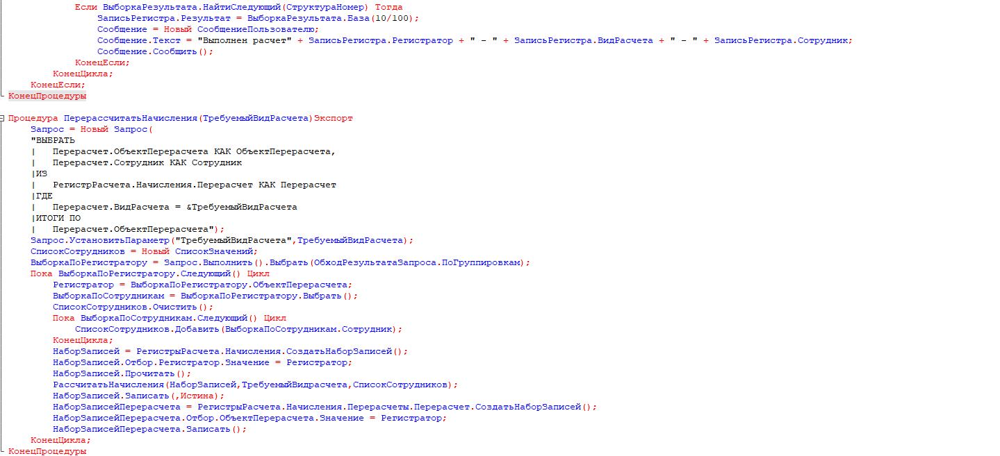 Если ВыборкаРезультата.НайтиСледующий(СтруктураНомер) Тогда
ЗаписьРегистра.Результат = ВыборкаРезультата.База(10/100);
Сообщение = Новый СообщениеПользователю;
Сообщение.Текст = "Выполнен расчет" + ЗаписьРегистра.Регистратор + " - " + ЗаписьРегистра.ВидРасчета + " - " + ЗаписьРегистра.Сотрудник;
Сообщение.Сообщить();
КонецЕсли;
КонецЦикла;
КонецЕсли;
КонецПроцедуры
Процедура ПерерассчитатьНачисления(ТребуемыйВидРасчета)Экспорт
Запрос = Новый Запрос(
"ВЫБРАТЬ
|   Перерасчет.ОбъектПерерасчета КАК ОбъектПерерасчета,
|   Перерасчет.Сотрудник КАК Сотрудник
|ИЗ
|   РегистрРасчета.Начисления.Перерасчет КАК Перерасчет
|ГДЕ
|   Перерасчет.ВидРасчета = &ТребуемыйВидРасчета
|ИТОГИ ПО
|   Перерасчет.ОбъектПерерасчета");
Запрос.УстановитьПараметр("ТребуемыйВидРасчета",ТребуемыйВидРасчета);
СписокСотрудников = Новый СписокЗначений;
ВыборкаПоРегистратору = Запрос.Выполнить().Выбрать(ОбходРезультатаЗапроса.ПоГруппировкам);
Пока ВыборкаПоРегистратору.Следующий() Цикл
Регистратор = ВыборкаПоРегистратору.ОбъектПерерасчета;
ВыборкаПоСотрудникам = ВыборкаПоРегистратору.Выбрать();
СписокСотрудников.Очистить();
Пока ВыборкаПоСотрудникам.Следующий() Цикл
СписокСотрудников.Добавить(ВыборкаПоСотрудникам.Сотрудник);
КонецЦикла;
НаборЗаписей = РегистрыРасчета.Начисления.СоздатьНаборЗаписей();
НаборЗаписей.Отбор.Регистратор.Значение = Регистратор;
НаборЗаписей.Прочитать();
РассчитатьНачисления(НаборЗаписей,ТребуемыйВидрасчета,СписокСотрудников);
НаборЗаписей.Записать(,Истина);
НаборЗаписейПерерасчета = РегистрыРасчета.Начисления.Перерасчеты.Перерасчет.СоздатьНаборЗаписей();
НаборЗаписейПерерасчета.Отбор.ОбъектПерерасчета.Значение = Регистратор;
НаборЗаписейПерерасчета.Записать();
КонецЦикла;
КонецПроцедуры